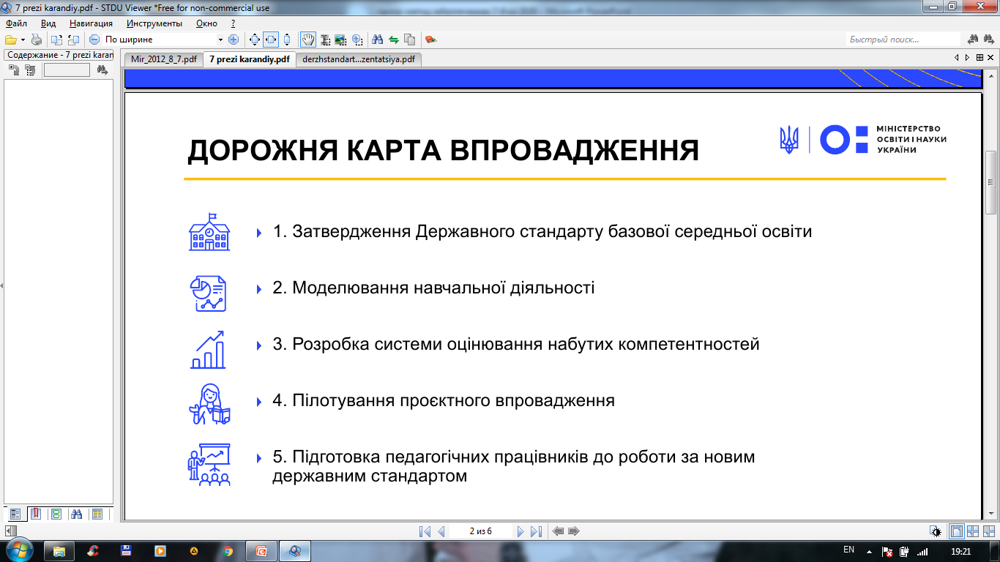 7 prezi karandiy.pdf - STDU Viewer *Free for non-commercial use
Файл Вид Навигация Инструменты Окно ?
По ширине
Быстрый поиск...
Содержание - 7 prezi karan
Mir_2012_8_7.pdf 7 prezi karandiy.pdf derzhstandart...zentatsiya.pdf
ДОРОЖНЯ КАРТА ВПРОВАДЖЕННЯ
МІНІСТЕРСТВО
ОСВІТИ І НАУКИ
УКРАЇНИ
1. Затвердження Державного стандарту базової середньої освіти
2. Моделювання навчальної діяльності
3. Розробка системи оцінювання набутих компетентностей
4. Пілотування проєктного впровадження
5. Підготовка педагогічних працівників до роботи за новим
державним стандартом
2 из 6
EN 19:21